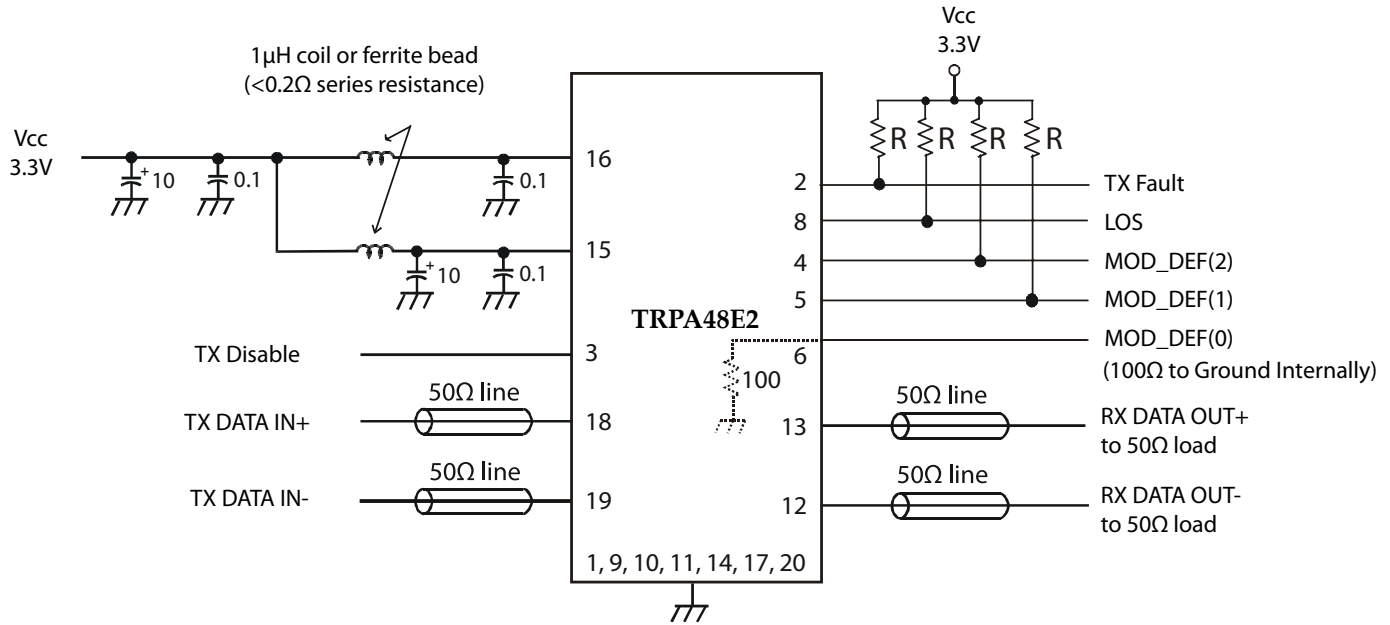 1µH coil or ferrite bead
(<0.2Ω series resistance)
Vcc
3.3V
+
10
0.1
0.1
+
10
0.1
Vcc
3.3V
R
R
R
R
16
15
3
18
19
TRPA48E2
100
2
8
4
5
6
13
12
1, 9, 10, 11, 14, 17, 20
TX Disable
50Ω line
TX DATA IN+
50Ω line
TX DATA IN-
TX Fault
LOS
MOD_DEF(2)
MOD_DEF(1)
MOD_DEF(0)
(100Ω to Ground Internally)
50Ω line
RX DATA OUT+
to 50Ω load
50Ω line
RX DATA OUT-
to 50Ω load